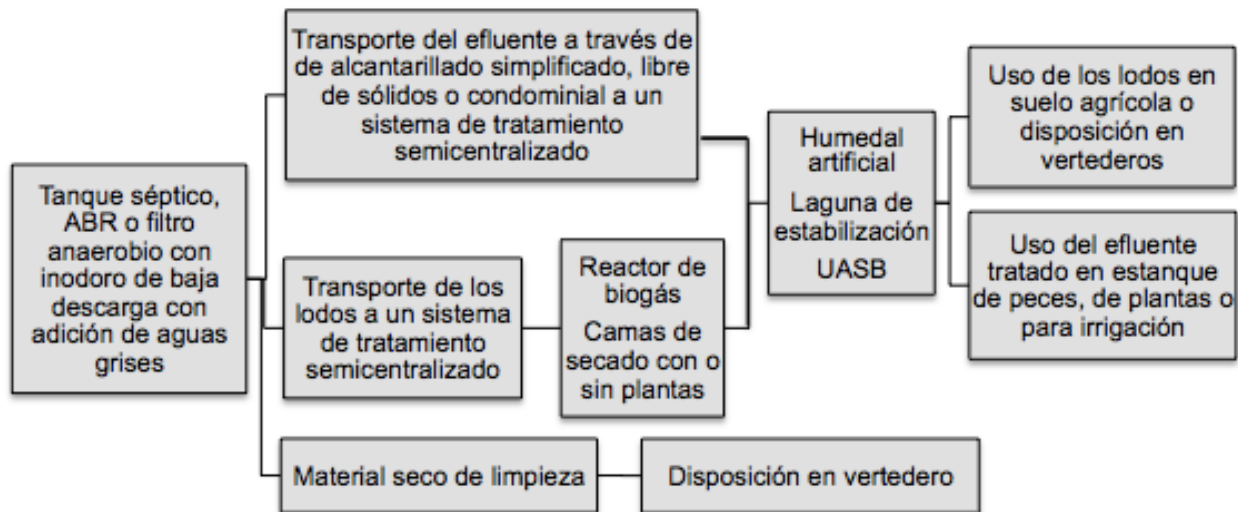 Transporte del efluente a través de
de alcantarillado simplificado, libre
de sólidos o condominial a un
sistema de tratamiento
semicentralizado
Tanque séptico,
ABR o filtro
anaerobio con
inodoro de baja
descarga con
adición de aguas
grises
Transporte de los
lodos a un sistema
de tratamiento
semicentralizado
Reactor de
biogás
Camas de
secado con o
sin plantas
Humedal
artificial
Laguna de
estabilización
UASB
Uso de los lodos en
suelo agrícola o
disposición en
vertederos
Uso del efluente
tratado en estanque
de peces, de plantas o
para irrigación
Material seco de limpieza
Disposición en vertedero